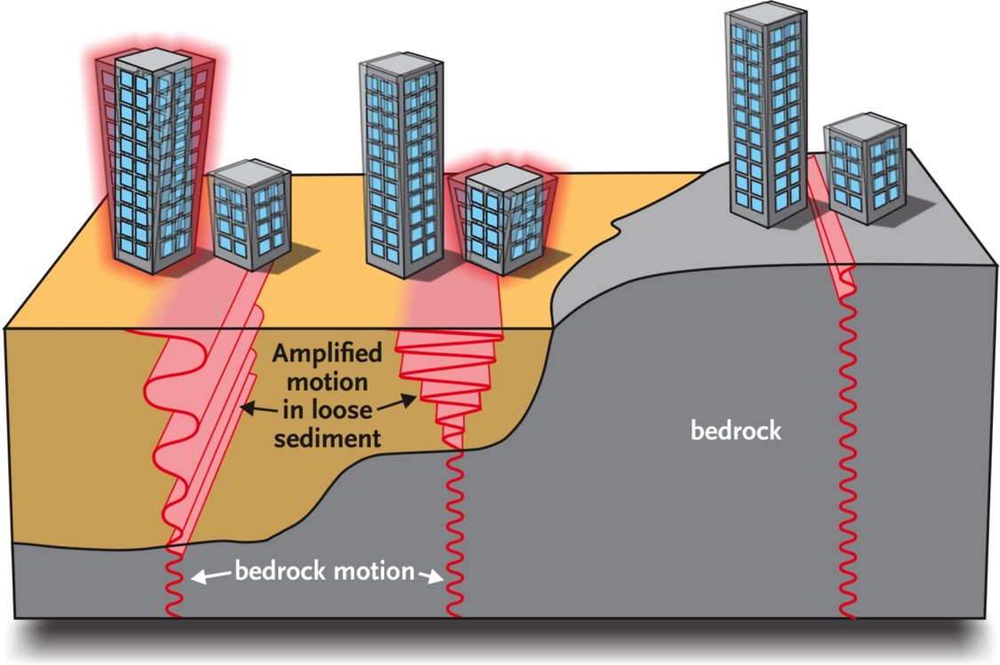 Amplified
motion
in loose
sediment
bedrock
bedrock motion